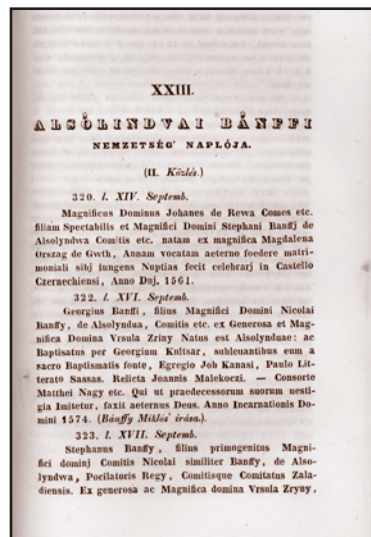 XXIII.
ALSÓLINDVAI BÁNFFI
NEMZETSÉG' NAPLÓJA.
(II. Közlés.)
320. l. XIV. Septemb.
Magnificus Dominus Johanes de Rewa Comes etc.
filiam Spectabilis et Magnifici Domini Stephani Banffj de
Alsolyndwa Comitis etc. natam ex magnifica Magdalena
Orszag de Gwth, Annam vocatam aeterno foedere matri-
moniali sibj iungens Nuptias fecit celebrarj in Castello
Czernechiensi, Anno Dnj. 1561.
322. l. XVI. Septemb.
Georgius Banffi, filius Magnifici Domini Nicolai
Banffy, de Alsolyndua, Comitis etc. ex Generosa et Mag-
nifica Domina Vrsula Zriny Natus est Alsolynduae: ac
Baptisatus per Georgium Kultsar, subleuantibus eum a
sacro Baptismatis fonte, Egregio Job Kanasi, Paulo Lit-
terato Sassas. Relicta Joannis Malekoczi. — Consorte
Matthei Nagy etc. Qui ut praedecessorum suorum uesti-
gia Imitetur, faxit aeternus Deus. Anno Incarnationis Do-
mini 1574. (Bánffy Miklós' írása.).
323. l. XVII. Septemb.
Stephanus Banffy, filius primogenitus Magni-
fici dominj Comitis Nicolai similiter Banffy, de Also-
lyndwa, Pocilatoris Regy, Comitisque Comitatus Zala-
diensis. Ex generosa ac Magnifica domina Vrsula Zryny,